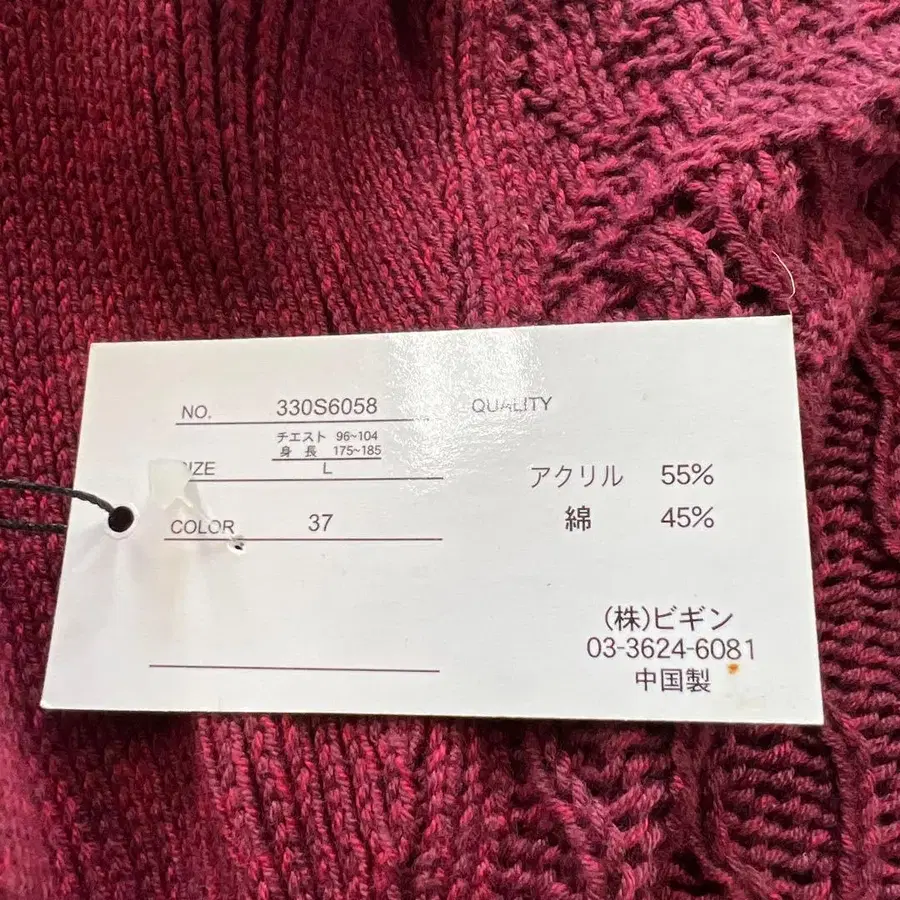 NO. 330S6058
チエスト 96~104
身長 175~185
SIZE L
COLOR 37
QUALITY
アクリル 55%
綿 45%
(株)ビギン
03-3624-6081
中国製